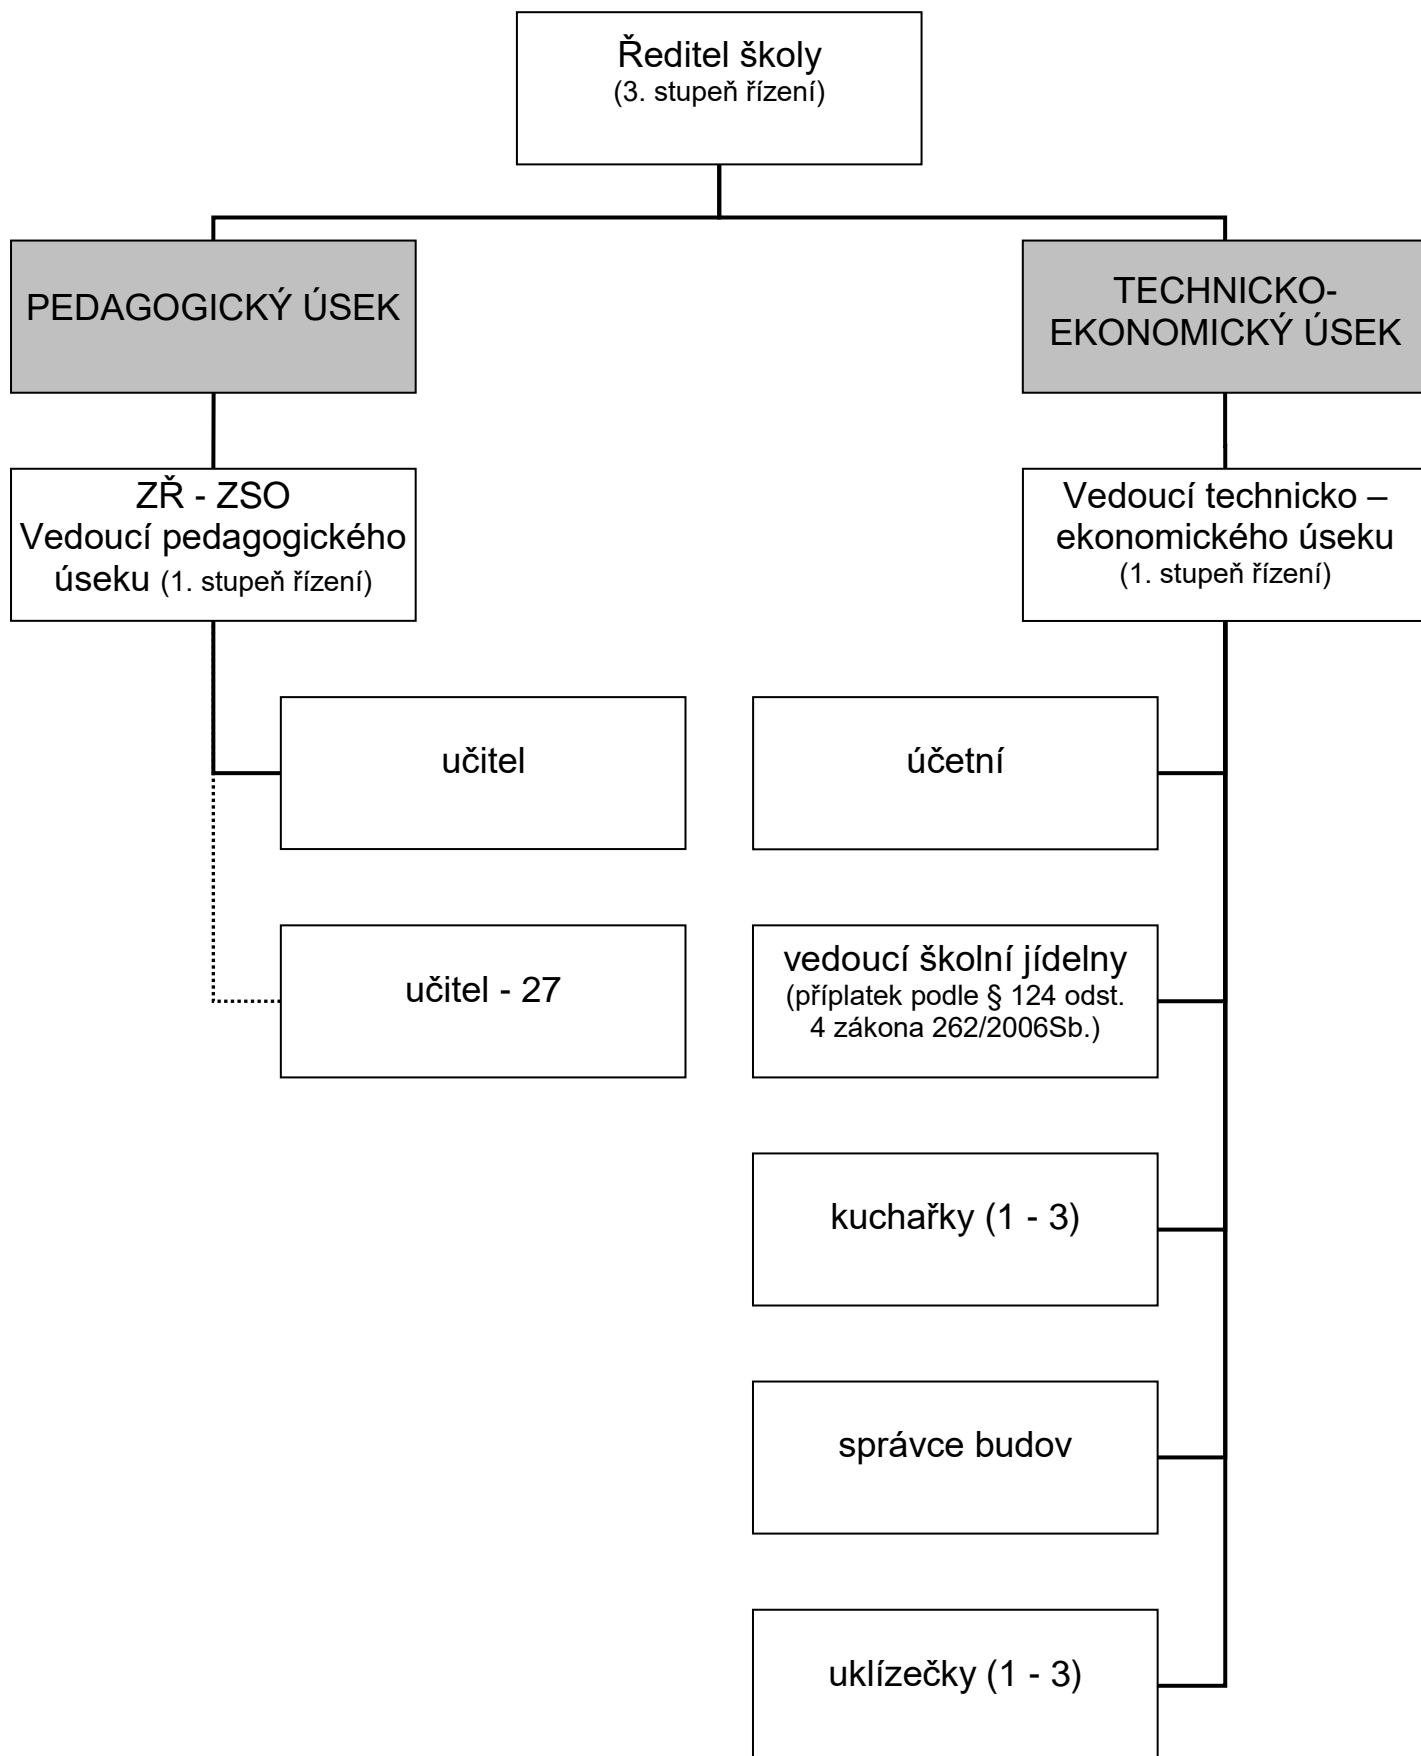 Ředitel školy
(3. stupeň řízení)
PEDAGOGICKÝ ÚSEK
TECHNICKO-
EKONOMICKÝ ÚSEK
ZŘ - ZSO
Vedoucí pedagogického
úseku (1. stupeň řízení)
Vedoucí technicko –
ekonomického úseku
(1. stupeň řízení)
učitel
účetní
učitel - 27
vedoucí školní jídelny
(příplatek podle § 124 odst.
4 zákona 262/2006Sb.)
kuchařky (1 - 3)
správce budov
uklízečky (1 - 3)